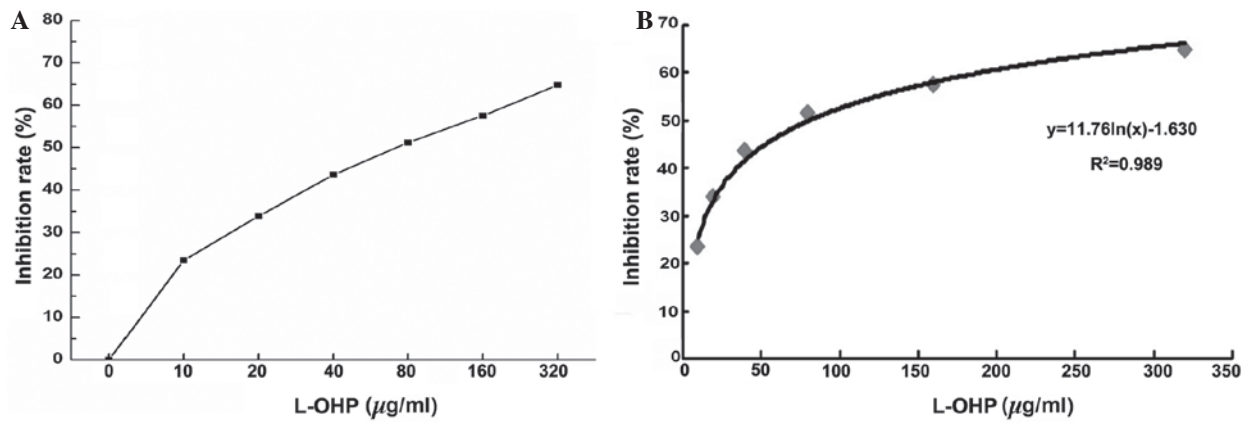 A
80
70
60
50
40
30
20
10
0
Inhibition rate (%)
0 10 20 40 80 160 320
L-OHP (μg/ml)
B
70
60
50
40
30
20
10
0
Inhibition rate (%)
y=11.76ln(x)-1.630
R²=0.989
0 50 100 150 200 250 300 350
L-OHP (μg/ml)